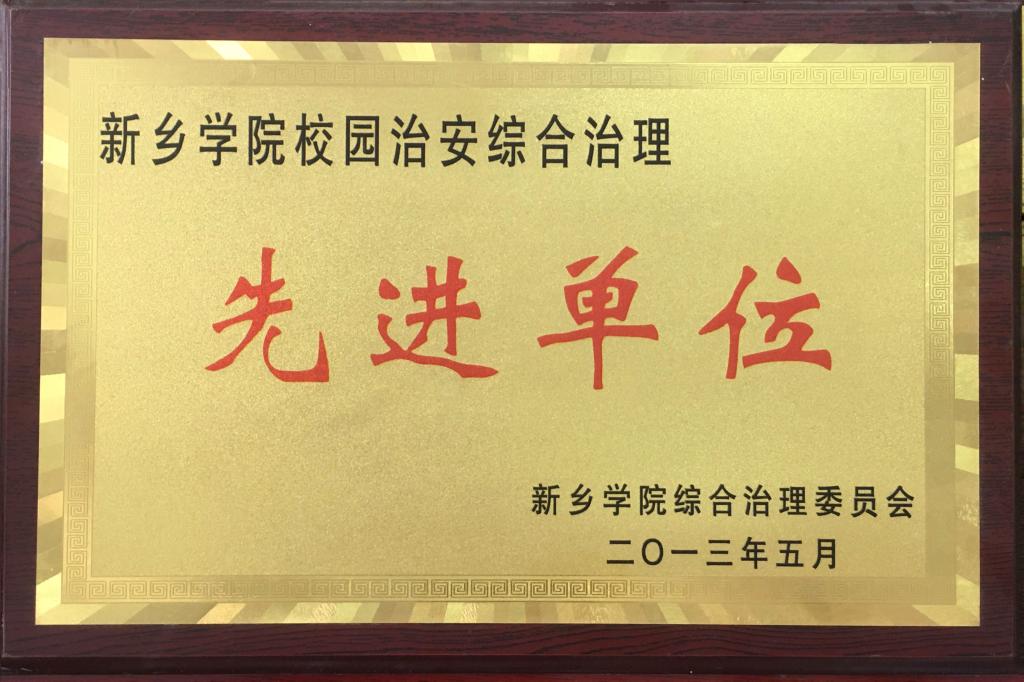 新乡学院校园治安综合治理
先进单位
新乡学院综合治理委员会
二〇一三年五月